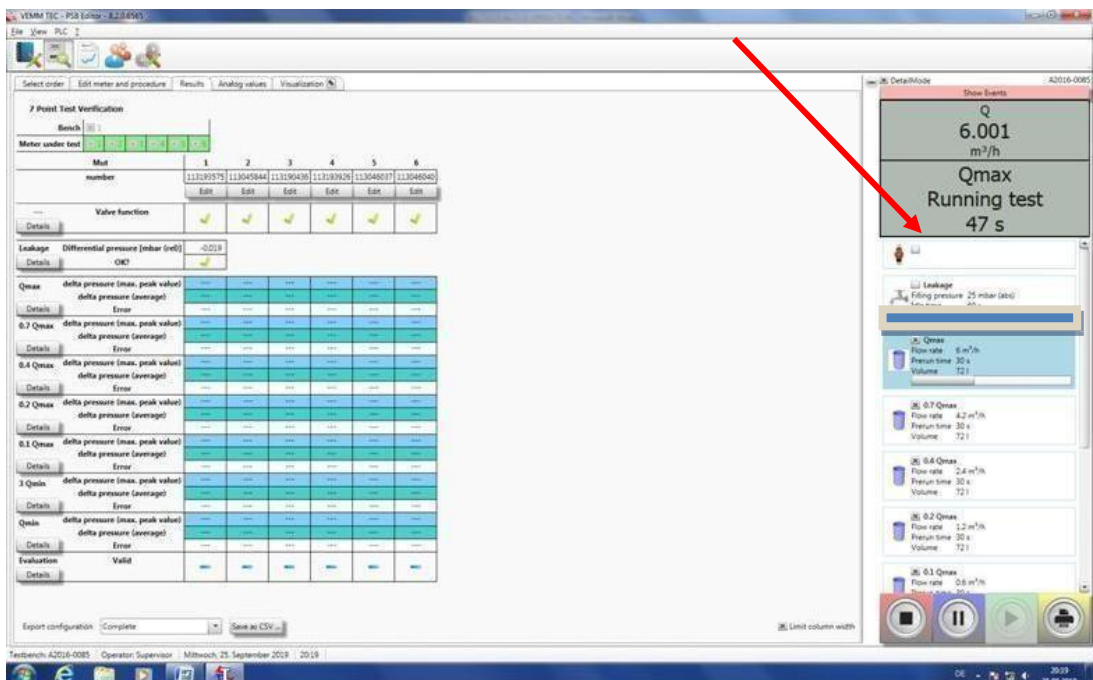 VEMM TEC - PSB Editor - 8.2.0.6565
File View PLC ?
Select order Edit meter and procedure Results Analog values Visualization
7 Point Test Verification
Bench 1
Meter under test 1 2 3 4 5 6
Mut 1 2 3 4 5 6
number 113193575 113045844 113190436 113193926 113046037 113046040
Edit Edit Edit Edit Edit Edit
--- Valve function
Details
Leakage Differential pressure [mbar (rel)] -0.019
Details OK?
Qmax delta pressure (max. peak value) --- --- --- --- --- ---
delta pressure (average) --- --- --- --- --- ---
Details Error --- --- --- --- --- ---
0.7 Qmax delta pressure (max. peak value) --- --- --- --- --- ---
delta pressure (average) --- --- --- --- --- ---
Details Error --- --- --- --- --- ---
0.4 Qmax delta pressure (max. peak value) --- --- --- --- --- ---
delta pressure (average) --- --- --- --- --- ---
Details Error --- --- --- --- --- ---
0.2 Qmax delta pressure (max. peak value) --- --- --- --- --- ---
delta pressure (average) --- --- --- --- --- ---
Details Error --- --- --- --- --- ---
0.1 Qmax delta pressure (max. peak value) --- --- --- --- --- ---
delta pressure (average) --- --- --- --- --- ---
Details Error --- --- --- --- --- ---
3 Qmin delta pressure (max. peak value) --- --- --- --- --- ---
delta pressure (average) --- --- --- --- --- ---
Details Error --- --- --- --- --- ---
Qmin delta pressure (max. peak value) --- --- --- --- --- ---
delta pressure (average) --- --- --- --- --- ---
Details Error --- --- --- --- --- ---
Evaluation Valid
Details
Export configuration Complete Save as CSV ... Limit column width
Testbench: A2016-0085 Operator: Supervisor Mittwoch, 25. September 2019 20:19
DetailMode A2016-0085
Show Events
Q
6.001
m³/h
Qmax
Running test
47 s
Leakage
Filling pressure 25 mbar (abs)
Qmax
Flow rate 6 m³/h
Prerun time 30 s
Volume 72 l
0.7 Qmax
Flow rate 4.2 m³/h
Prerun time 30 s
Volume 72 l
0.4 Qmax
Flow rate 2.4 m³/h
Prerun time 30 s
Volume 72 l
0.2 Qmax
Flow rate 1.2 m³/h
Prerun time 30 s
Volume 72 l
0.1 Qmax
Flow rate 0.6 m³/h
DE 20:19